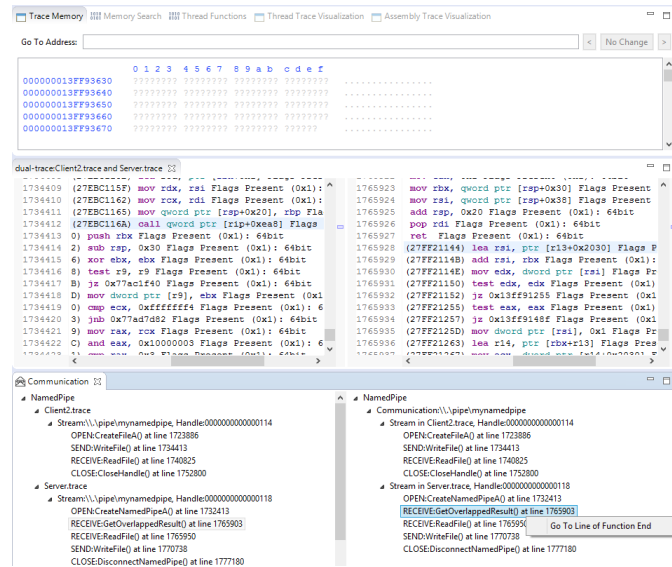 Trace Memory Memory Search Thread Functions Thread Trace Visualization Assembly Trace Visualization
Go To Address: < No Change >
0 1 2 3 4 5 6 7 8 9 a b c d e f
000000013FF93630 ???????? ???????? ???????? ???????? ................
000000013FF93640 ???????? ???????? ???????? ???????? ................
000000013FF93650 ???????? ???????? ???????? ???????? ................
000000013FF93660 ???????? ???????? ???????? ???????? ................
000000013FF93670 ???????? ???????? ???????? ?????? ................
dual-trace:Client2.trace and Server.trace
1734409 (27EBC115F) mov rdx, rsi Flags Present (0x1):
1734410 (27EBC1162) mov rcx, rdi Flags Present (0x1):
1734411 (27EBC1165) mov qword ptr [rsp+0x20], rbp Fla
1734412 (27EBC116A) call qword ptr [rip+0xea8] Flags
1734413 0) push rbx Flags Present (0x1): 64bit
1734414 2) sub rsp, 0x30 Flags Present (0x1): 64bit
1734415 6) xor ebx, ebx Flags Present (0x1): 64bit
1734416 8) test r9, r9 Flags Present (0x1): 64bit
1734417 B) jz 0x77ac1f40 Flags Present (0x1): 64bit
1734418 D) mov dword ptr [r9], ebx Flags Present (0x1
1734419 0) cmp ecx, 0xfffffff4 Flags Present (0x1): 6
1734420 3) jnb 0x77ad7d82 Flags Present (0x1): 64bit
1734421 9) mov rax, rcx Flags Present (0x1): 64bit
1734422 C) and eax, 0x10000003 Flags Present (0x1): 6
1765923 mov rbx, qword ptr [rsp+0x30] Flags Present
1765924 mov rsi, qword ptr [rsp+0x38] Flags Present
1765925 add rsp, 0x20 Flags Present (0x1): 64bit
1765926 pop rdi Flags Present (0x1): 64bit
1765927 ret Flags Present (0x1): 64bit
1765928 (27FF21144) lea rsi, ptr [r13+0x2030] Flags P
1765929 (27FF2114B) add rsi, rbx Flags Present (0x1):
1765930 (27FF2114E) mov edx, dword ptr [rsi] Flags Pr
1765931 (27FF21150) test edx, edx Flags Present (0x1)
1765932 (27FF21152) jz 0x13ff91255 Flags Present (0x1
1765933 (27FF21255) test eax, eax Flags Present (0x1)
1765934 (27FF21257) jz 0x13ff9148f Flags Present (0x1
1765935 (27FF2125D) mov dword ptr [rsi], 0x1 Flags Pr
1765936 (27FF21263) lea r14, ptr [rbx+r13] Flags Pres
Communication
NamedPipe
Client2.trace
Stream:\\.\pipe\mynamedpipe, Handle:0000000000000114
OPEN:CreateFileA() at line 1723886
SEND:WriteFile() at line 1734413
RECEIVE:ReadFile() at line 1740825
CLOSE:CloseHandle() at line 1752800
Server.trace
Stream:\\.\pipe\mynamedpipe, Handle:0000000000000118
OPEN:CreateNamedPipeA() at line 1732413
RECEIVE:GetOverlappedResult() at line 1765903
RECEIVE:ReadFile() at line 1765950
SEND:WriteFile() at line 1770738
CLOSE:DisconnectNamedPipe() at line 1777180
NamedPipe
Communication:\\.\pipe\mynamedpipe
Stream in Client2.trace, Handle:0000000000000114
OPEN:CreateFileA() at line 1723886
SEND:WriteFile() at line 1734413
RECEIVE:ReadFile() at line 1740825
CLOSE:CloseHandle() at line 1752800
Stream in Server.trace, Handle:0000000000000118
OPEN:CreateNamedPipeA() at line 1732413
RECEIVE:GetOverlappedResult() at line 1765903
RECEIVE:ReadFile() at line 1765950 Go To Line of Function End
SEND:WriteFile() at line 1770738
CLOSE:DisconnectNamedPipe() at line 1777180